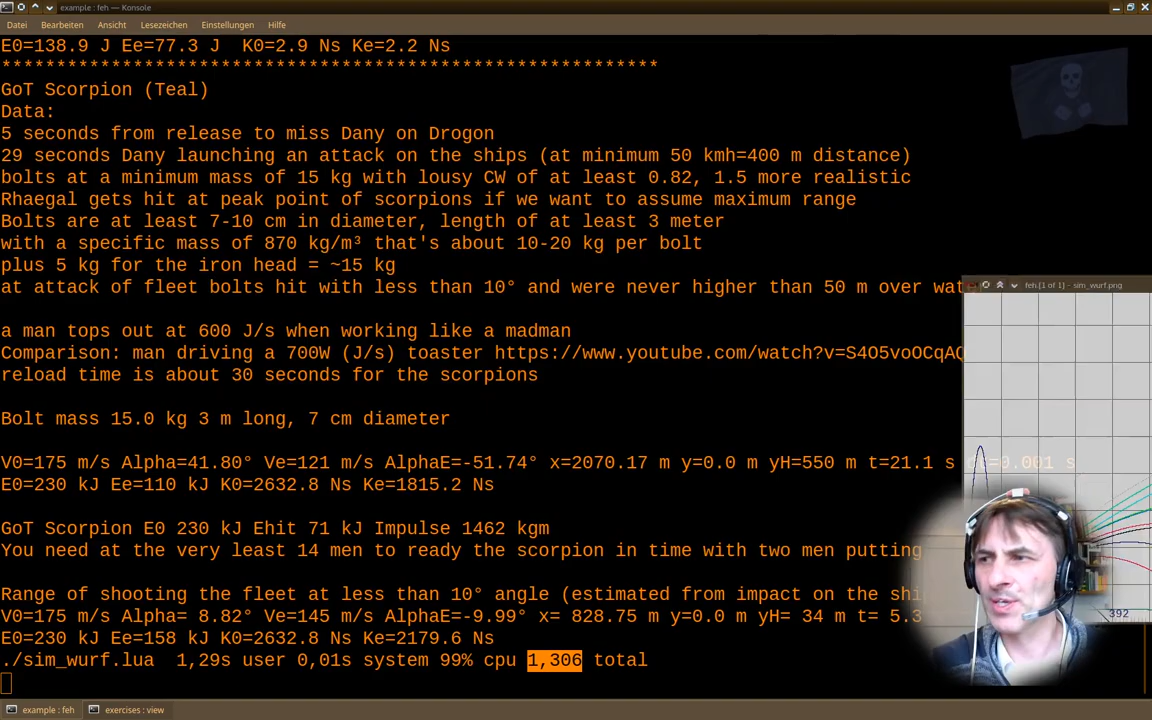 example : feh — Konsole
Datei Bearbeiten Ansicht Lesezeichen Einstellungen Hilfe
E0=138.9 J Ee=77.3 J  K0=2.9 Ns Ke=2.2 Ns
*************************************************************
GoT Scorpion (Teal)
Data:
5 seconds from release to miss Dany on Drogon
29 seconds Dany launching an attack on the ships (at minimum 50 kmh=400 m distance)
bolts at a minimum mass of 15 kg with lousy CW of at least 0.82, 1.5 more realistic
Rhaegal gets hit at peak point of scorpions if we want to assume maximum range
Bolts are at least 7-10 cm in diameter, length of at least 3 meter
with a specific mass of 870 kg/m³ that's about 10-20 kg per bolt
plus 5 kg for the iron head = ~15 kg
at attack of fleet bolts hit with less than 10° and were never higher than 50 m over
feh [1 of 1] - sim_wurf.png
a man tops out at 600 J/s when working like a madman
Comparison: man driving a 700W (J/s) toaster https://www.youtube.com/watch?v=S4O5voOCqAQ
reload time is about 30 seconds for the scorpions
Bolt mass 15.0 kg 3 m long, 7 cm diameter
V0=175 m/s Alpha=41.80° Ve=121 m/s AlphaE=-51.74° x=2070.17 m y=0.0 m yH=550 m t=21.1 s dt=0.001 s
E0=230 kJ Ee=110 kJ K0=2632.8 Ns Ke=1815.2 Ns
GoT Scorpion E0 230 kJ Ehit 71 kJ Impulse 1462 kgm
You need at the very least 14 men to ready the scorpion in time with two men putting
Range of shooting the fleet at less than 10° angle (estimated from impact on the
V0=175 m/s Alpha= 8.82° Ve=145 m/s AlphaE=-9.99° x= 828.75 m y=0.0 m yH= 34 m t= 5.3
392
E0=230 kJ Ee=158 kJ K0=2632.8 Ns Ke=2179.6 Ns
./sim_wurf.lua  1,29s user 0,01s system 99% cpu 1,306 total
example : feh exercises : view